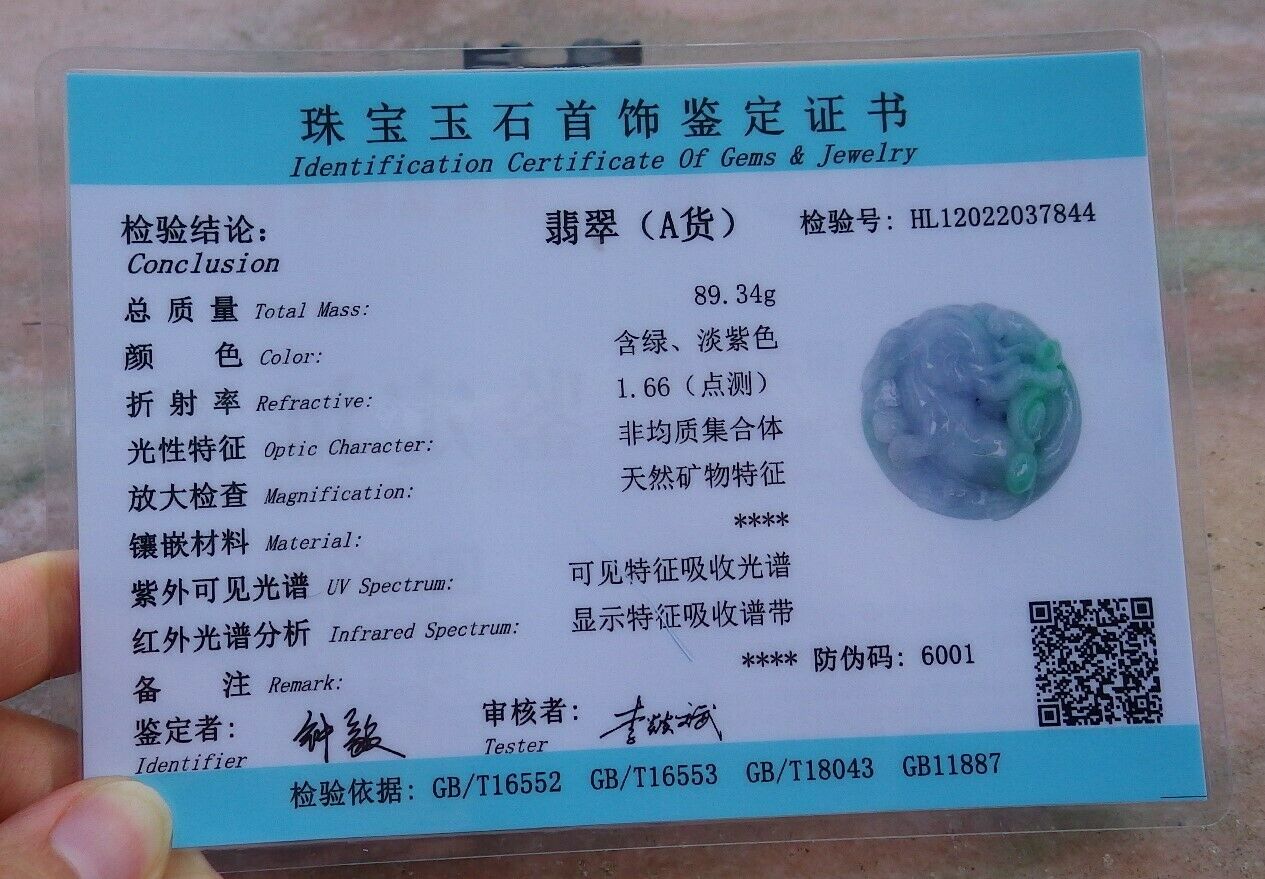 珠宝玉石首饰鉴定证书
Identification Certificate Of Gems & Jewelry
检验结论: 翡翠（A货） 检验号: HL12022037844
Conclusion
总质量 Total Mass: 89.34g
颜色 Color: 含绿、淡紫色
折射率 Refractive: 1.66（点测）
光性特征 Optic Character: 非均质集合体
放大检查 Magnification: 天然矿物特征
镶嵌材料 Material: ****
紫外可见光谱 UV Spectrum: 可见特征吸收光谱
红外光谱分析 Infrared Spectrum: 显示特征吸收谱带
备注 Remark: **** 防伪码: 6001
鉴定者: 钟敏 审核者:
Identifier Tester
检验依据: GB/T16552 GB/T16553 GB/T18043 GB11887